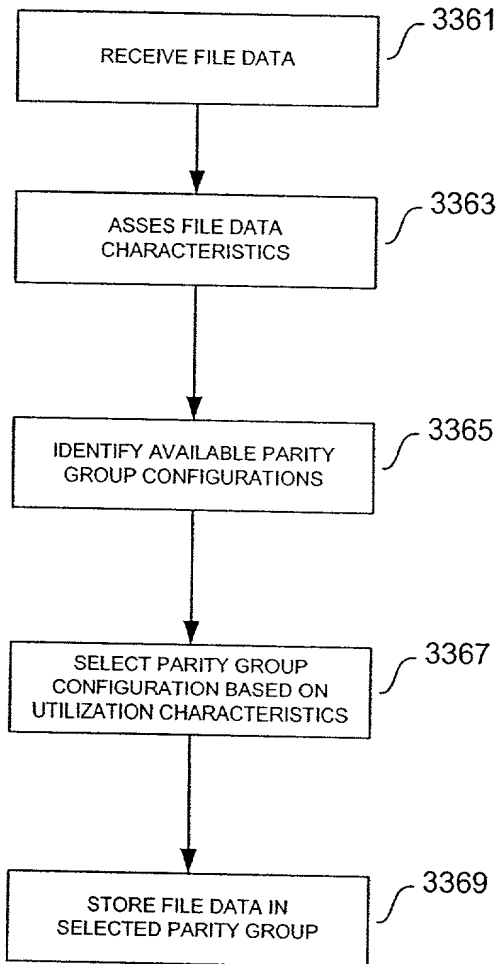 RECEIVE FILE DATA
3361
ASSES FILE DATA
CHARACTERISTICS
3363
IDENTIFY AVAILABLE PARITY
GROUP CONFIGURATIONS
3365
SELECT PARITY GROUP
CONFIGURATION BASED ON
UTILIZATION CHARACTERISTICS
3367
STORE FILE DATA IN
SELECTED PARITY GROUP
3369